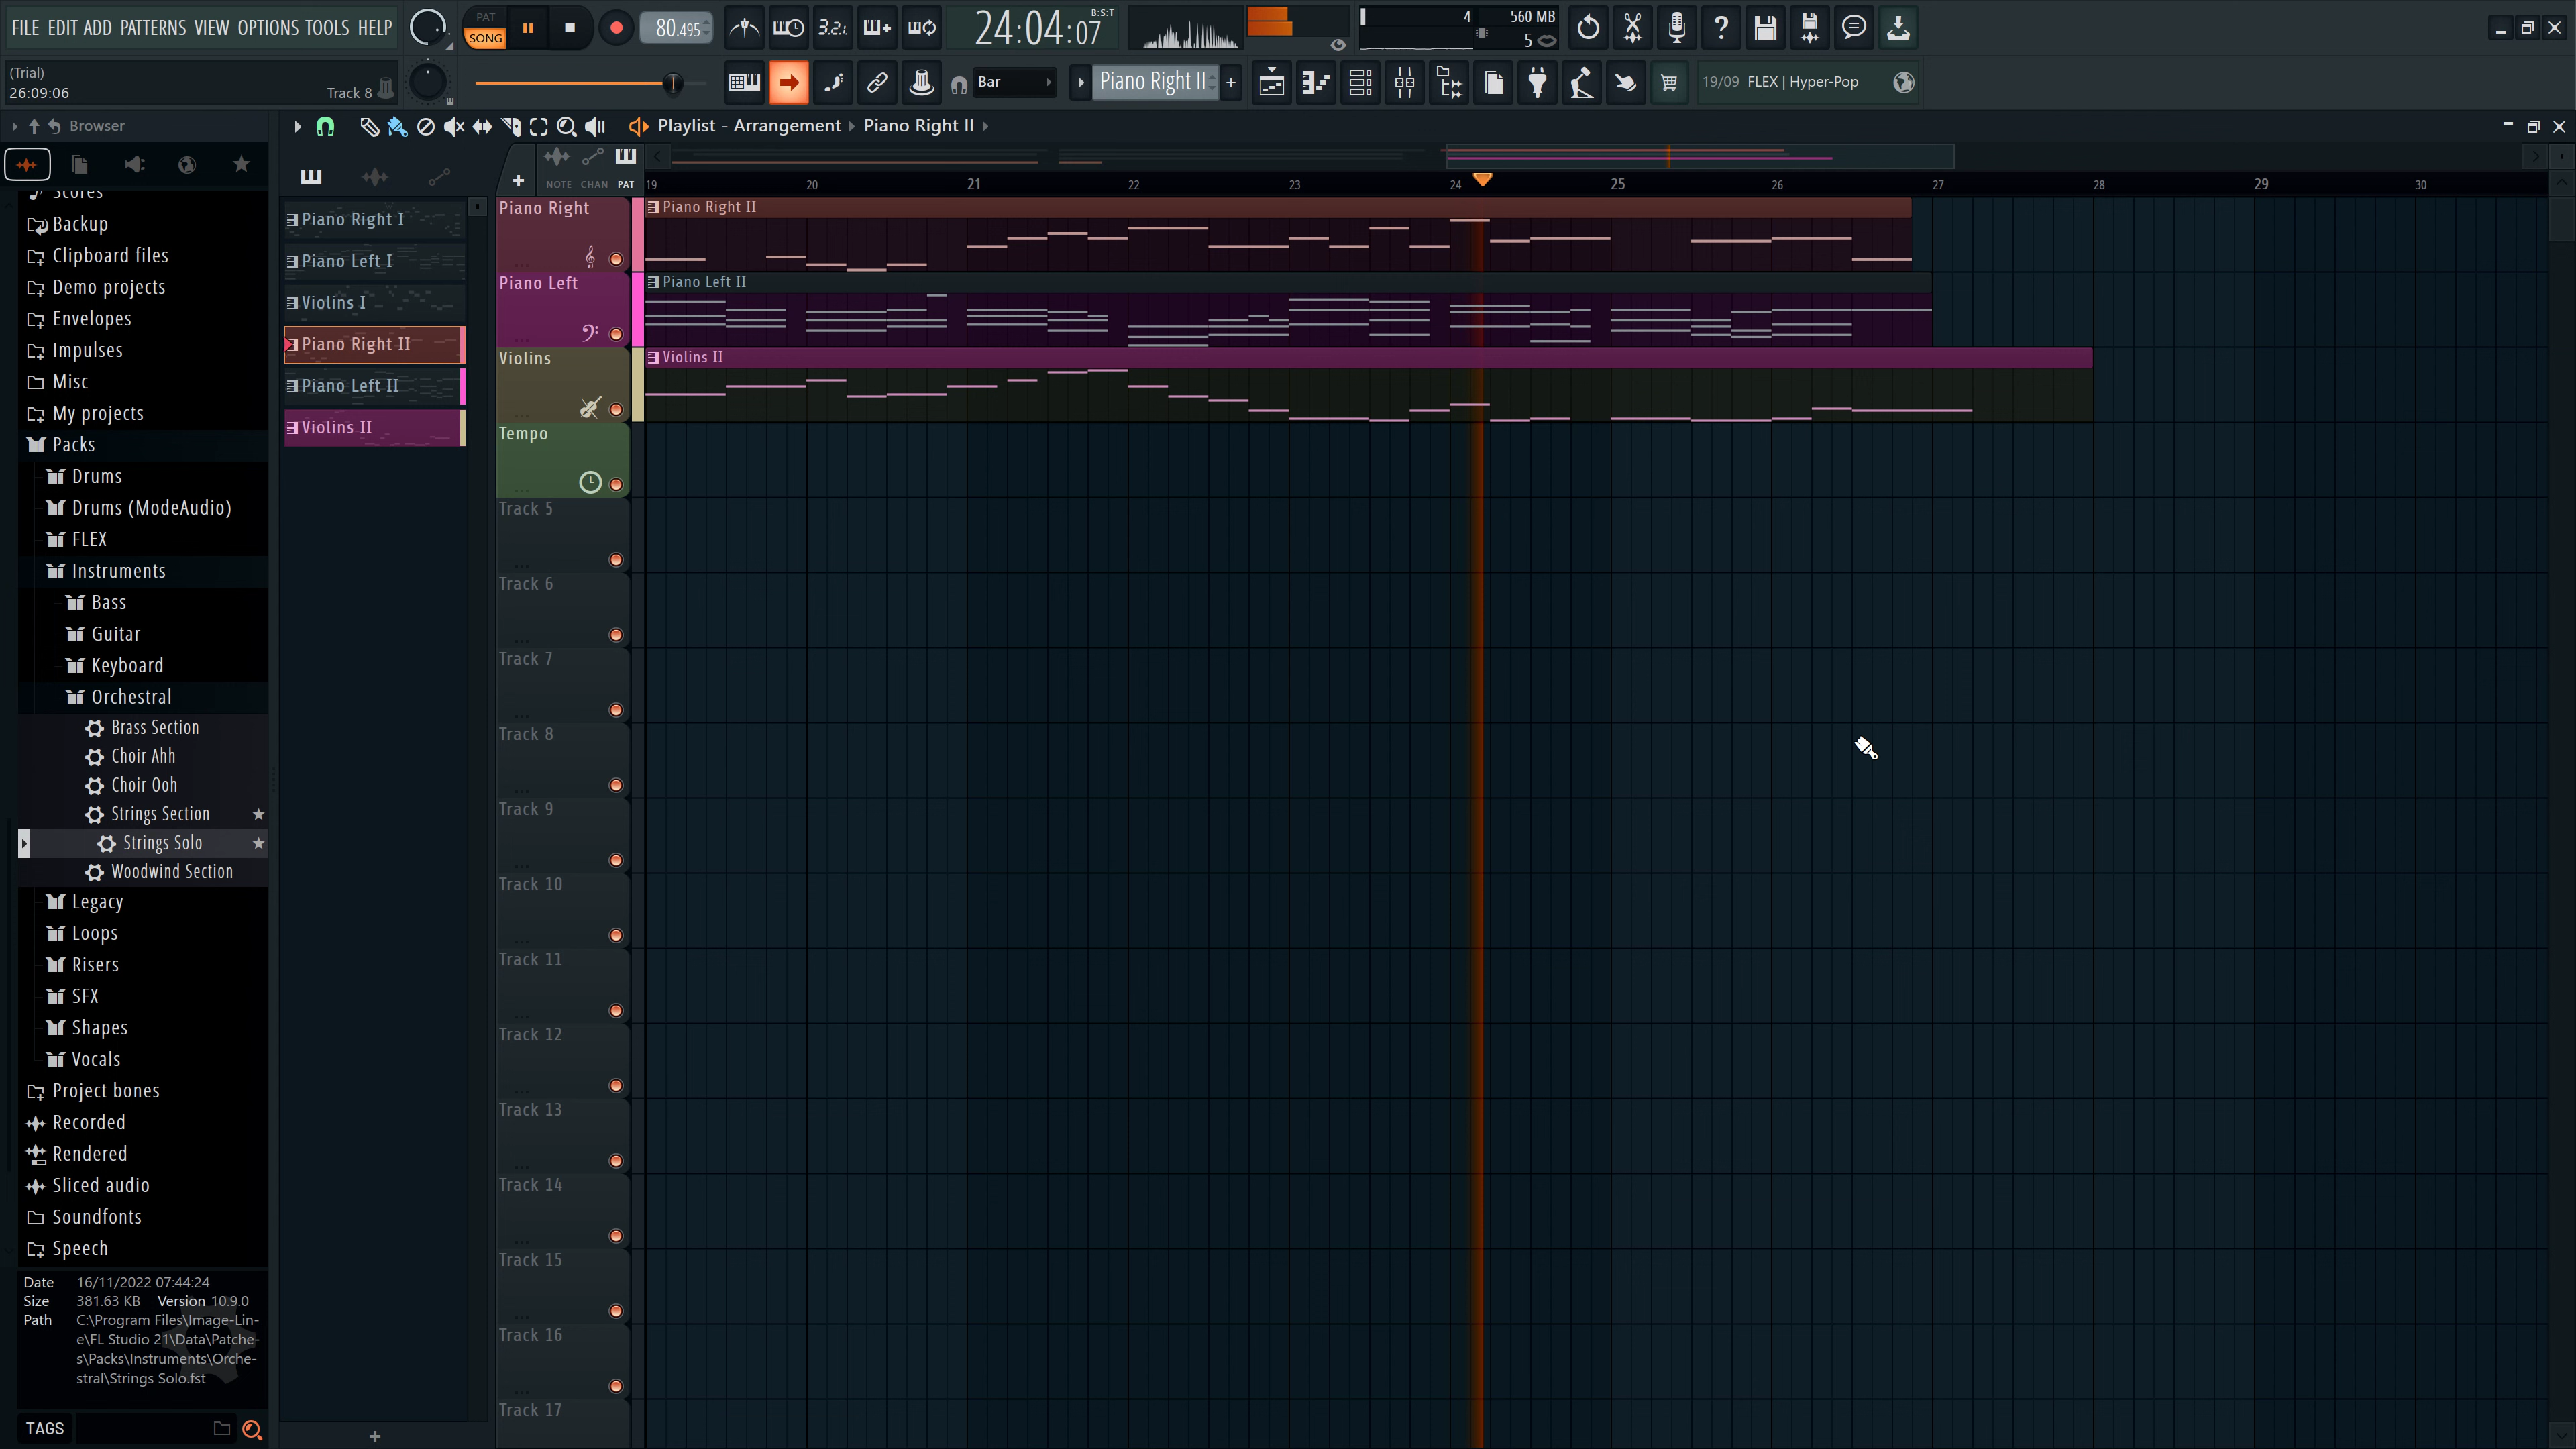 FILE EDIT ADD PATTERNS VIEW OPTIONS TOOLS HELP
PAT
SONG
80.495
3.2.
24:04:07
B:S:T
4
560 MB
5
(Trial)
26:09:06
Track 8
Bar
Piano Right II
19/09 FLEX | Hyper-Pop
Browser
Playlist - Arrangement
Piano Right II
NOTE CHAN PAT
19 20 21 22 23 24 25 26 27 28 29 30
Scores
Backup
Clipboard files
Demo projects
Envelopes
Impulses
Misc
My projects
Packs
Drums
Drums (ModeAudio)
FLEX
Instruments
Bass
Guitar
Keyboard
Orchestral
Brass Section
Choir Ahh
Choir Ooh
Strings Section
Strings Solo
Woodwind Section
Legacy
Loops
Risers
SFX
Shapes
Vocals
Project bones
Recorded
Rendered
Sliced audio
Soundfonts
Speech
Date 16/11/2022 07:44:24
Size 381.63 KB Version 10.9.0
Path C:\Program Files\Image-Lin-
e\FL Studio 21\Data\Patche-
s\Packs\Instruments\Orche-
stral\Strings Solo.fst
TAGS
Piano Right I
Piano Left I
Violins I
Piano Right II
Piano Left II
Violins II
Piano Right
Piano Right II
Piano Left
Piano Left II
Violins
Violins II
Tempo
Track 5
Track 6
Track 7
Track 8
Track 9
Track 10
Track 11
Track 12
Track 13
Track 14
Track 15
Track 16
Track 17